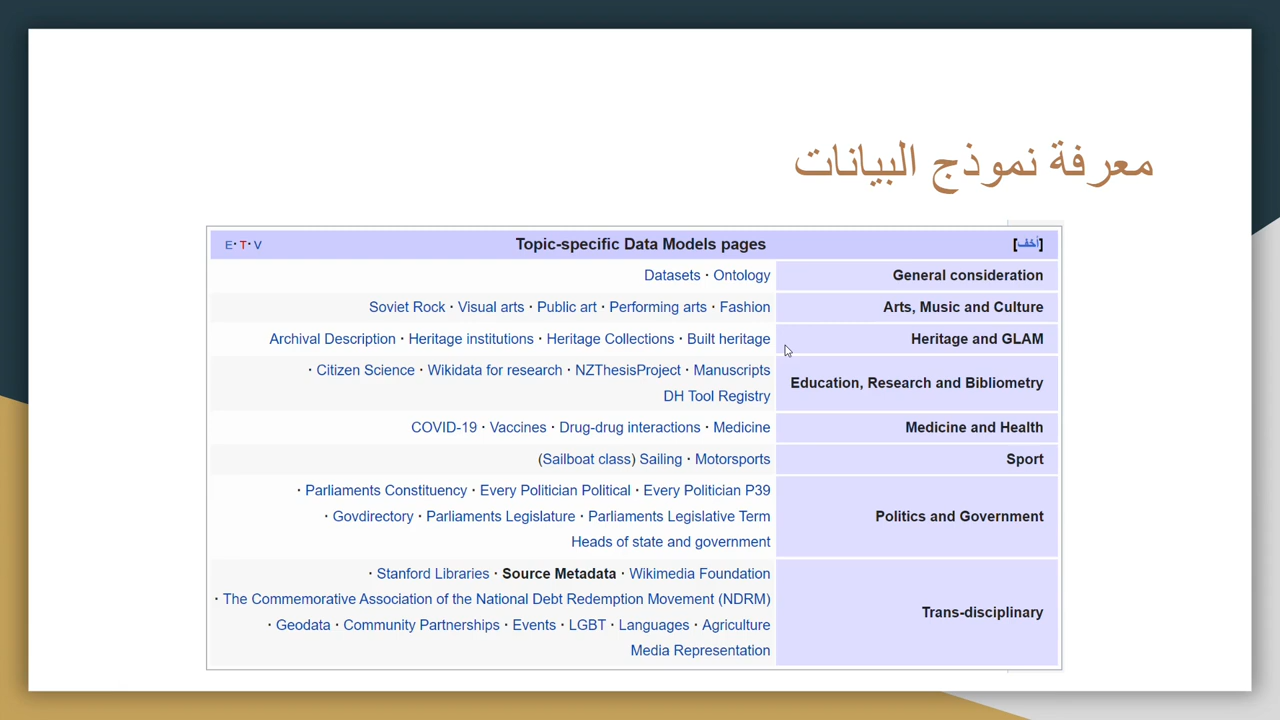 معرفة نموذج البيانات
[أخف] Topic-specific Data Models pages E · T · V
General consideration
Datasets · Ontology
Arts, Music and Culture
Soviet Rock · Visual arts · Public art · Performing arts · Fashion
Heritage and GLAM
Archival Description · Heritage institutions · Heritage Collections · Built heritage
Education, Research and Bibliometry
· Citizen Science · Wikidata for research · NZThesisProject · Manuscripts
DH Tool Registry
Medicine and Health
COVID-19 · Vaccines · Drug-drug interactions · Medicine
Sport
(Sailboat class) Sailing · Motorsports
Politics and Government
· Parliaments Constituency · Every Politician Political · Every Politician P39
· Govdirectory · Parliaments Legislature · Parliaments Legislative Term
Heads of state and government
Trans-disciplinary
· Stanford Libraries · Source Metadata · Wikimedia Foundation
· The Commemorative Association of the National Debt Redemption Movement (NDRM)
· Geodata · Community Partnerships · Events · LGBT · Languages · Agriculture
Media Representation